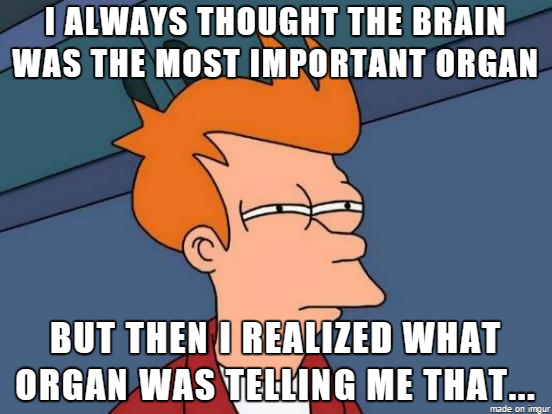 I ALWAYS THOUGHT THE BRAIN
WAS THE MOST IMPORTANT ORGAN
BUT THEN I REALIZED WHAT
ORGAN WAS TELLING ME THAT...
made on imgur